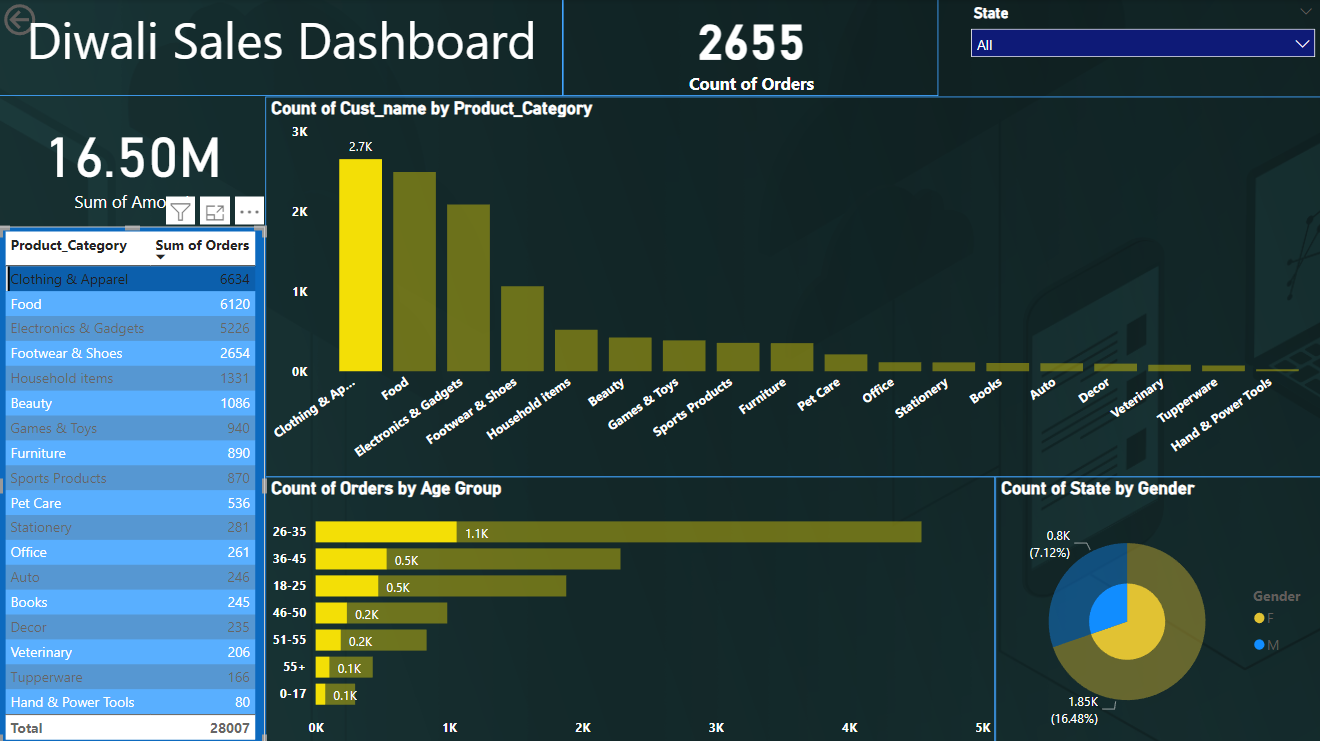 Diwali Sales Dashboard
2655
Count of Orders
State
All
16.50M
Sum of Amo
Product_Category Sum of Orders
Clothing & Apparel 6634
Food 6120
Electronics & Gadgets 5226
Footwear & Shoes 2654
Household items 1331
Beauty 1086
Games & Toys 940
Furniture 890
Sports Products 870
Pet Care 536
Stationery 281
Office 261
Auto 246
Books 245
Decor 235
Veterinary 206
Tupperware 166
Hand & Power Tools 80
Total 28007
Count of Cust_name by Product_Category
3K
2K
1K
0K
2.7K
Clothing & Ap...
Food
Electronics & Gadgets
Footwear & Shoes
Household items
Beauty
Games & Toys
Sports Products
Furniture
Pet Care
Office
Stationery
Books
Auto
Decor
Veterinary
Tupperware
Hand & Power Tools
Count of Orders by Age Group
26-35 1.1K
36-45 0.5K
18-25 0.5K
46-50 0.2K
51-55 0.2K
55+ 0.1K
0-17 0.1K
0K 1K 2K 3K 4K 5K
Count of State by Gender
0.8K
(7.12%)
1.85K
(16.48%)
Gender
F
M